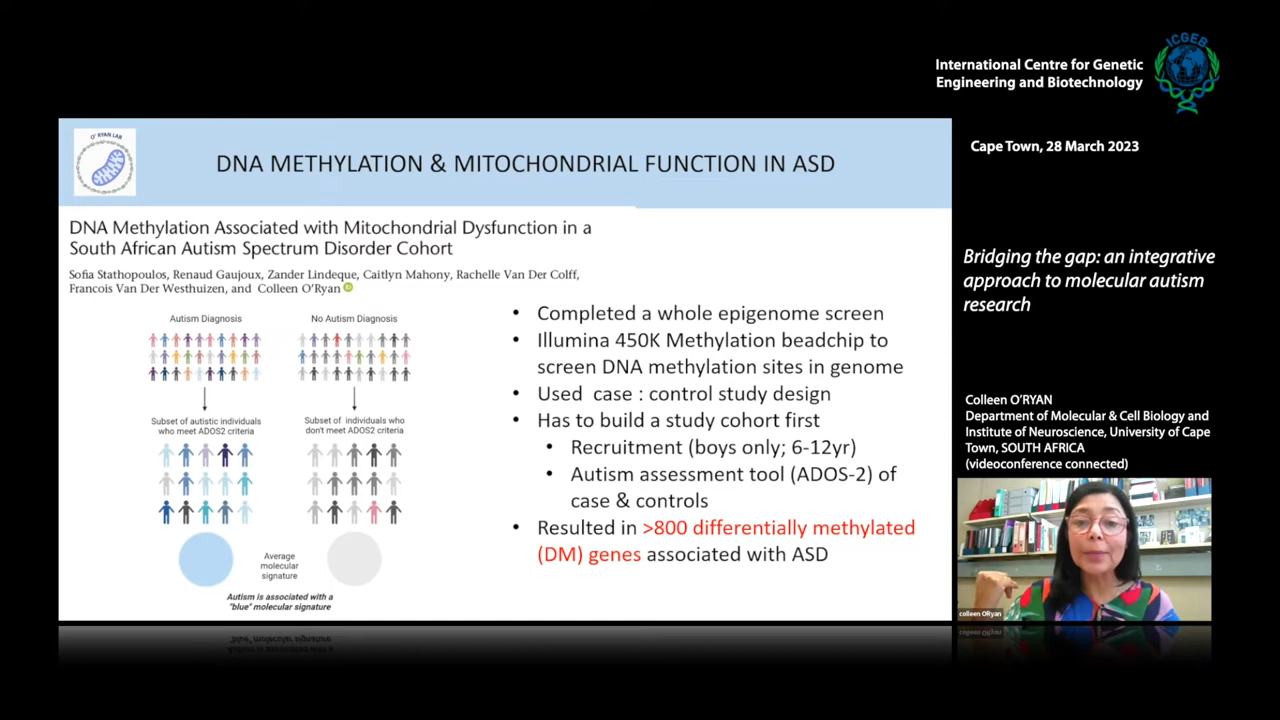 ICGEB
International Centre for Genetic
Engineering and Biotechnology
Cape Town, 28 March 2023
O' RYAN LAB
DNA METHYLATION & MITOCHONDRIAL FUNCTION IN ASD
DNA Methylation Associated with Mitochondrial Dysfunction in a
South African Autism Spectrum Disorder Cohort
Sofia Stathopoulos, Renaud Gaujoux, Zander Lindeque, Caitlyn Mahony, Rachelle Van Der Colff,
Francois Van Der Westhuizen, and Colleen O'Ryan
Autism Diagnosis
No Autism Diagnosis
Subset of autistic individuals
who meet ADOS2 criteria
Subset of individuals who
don't meet ADOS2 criteria
Average
molecular
signature
Autism is associated with a
"blue" molecular signature
• Completed a whole epigenome screen
• Illumina 450K Methylation beadchip to
screen DNA methylation sites in genome
• Used case : control study design
• Has to build a study cohort first
• Recruitment (boys only; 6-12yr)
• Autism assessment tool (ADOS-2) of
case & controls
• Resulted in >800 differentially methylated
(DM) genes associated with ASD
Bridging the gap: an integrative
approach to molecular autism
research
Colleen O'RYAN
Department of Molecular & Cell Biology and
Institute of Neuroscience, University of Cape
Town, SOUTH AFRICA
(videoconference connected)
colleen ORyan